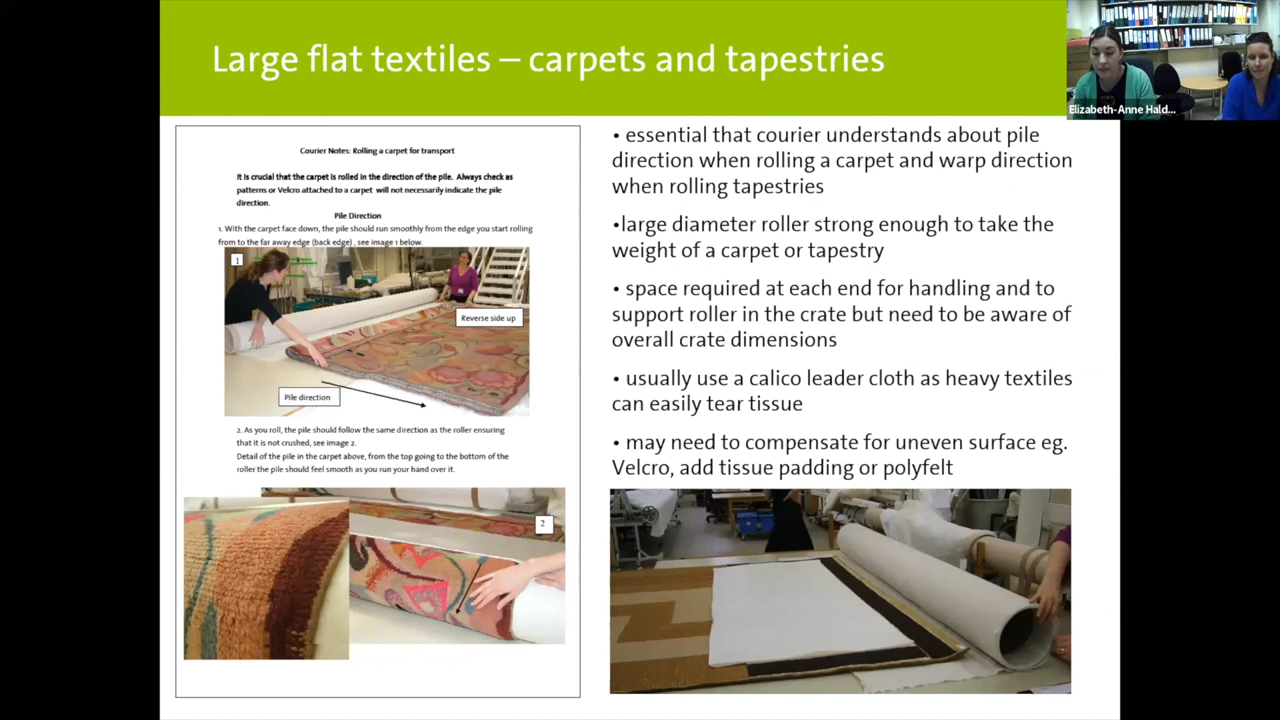 Large flat textiles – carpets and tapestries
Elizabeth-Anne Hald...
Courier Notes: Rolling a carpet for transport
It is crucial that the carpet is rolled in the direction of the pile. Always check as
patterns or Velcro attached to a carpet will not necessarily indicate the pile
direction.
Pile Direction
1. With the carpet face down, the pile should run smoothly from the edge you start rolling
from to the far away edge (back edge) , see image 1 below.
1
Reverse side up
Pile direction
2. As you roll, the pile should follow the same direction as the roller ensuring
that it is not crushed, see image 2.
Detail of the pile in the carpet above, from the top going to the bottom of the
roller the pile should feel smooth as you run your hand over it.
2
• essential that courier understands about pile
direction when rolling a carpet and warp direction
when rolling tapestries
•large diameter roller strong enough to take the
weight of a carpet or tapestry
• space required at each end for handling and to
support roller in the crate but need to be aware of
overall crate dimensions
• usually use a calico leader cloth as heavy textiles
can easily tear tissue
• may need to compensate for uneven surface eg.
Velcro, add tissue padding or polyfelt